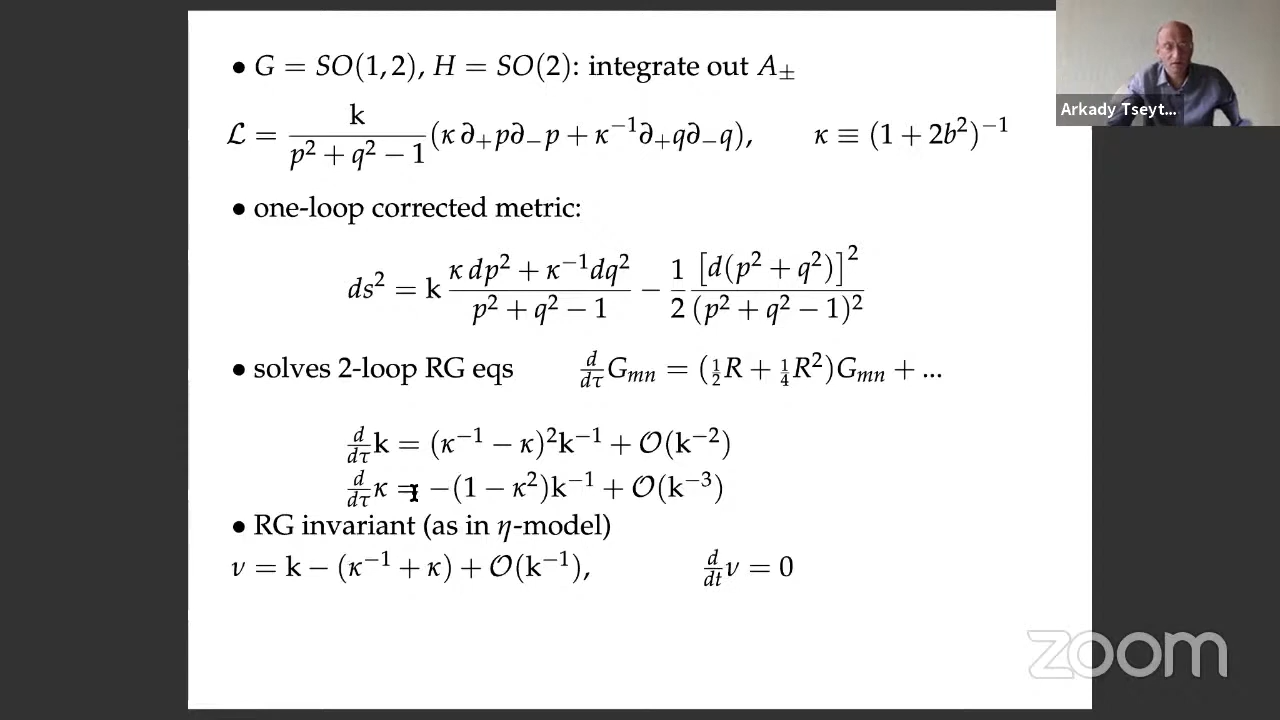 • G = SO(1, 2), H = SO(2): integrate out A±
ℒ = k/(p² + q² − 1) (κ ∂₊p∂₋p + κ⁻¹∂₊q∂₋q),  κ ≡ (1 + 2b²)⁻¹
Arkady Tseyt...
• one-loop corrected metric:
ds² = k (κ dp² + κ⁻¹dq²)/(p² + q² − 1) − 1/2 [d(p² + q²)]²/(p² + q² − 1)²
• solves 2-loop RG eqs  d/dτ Gₘₙ = (½R + ¼R²)Gₘₙ + ...
d/dτ k = (κ⁻¹ − κ)²k⁻¹ + 𝒪(k⁻²)
d/dτ κ = −(1 − κ²)k⁻¹ + 𝒪(k⁻³)
• RG invariant (as in η-model)
ν = k − (κ⁻¹ + κ) + 𝒪(k⁻¹),  d/dt ν = 0
zoom